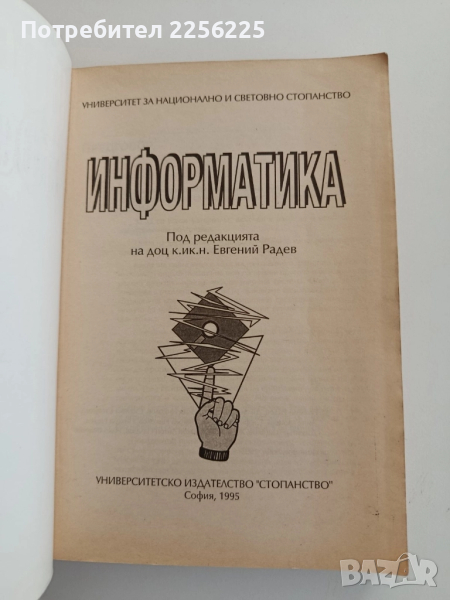 Потребител 2256225
УНИВЕРСИТЕТ ЗА НАЦИОНАЛНО И СВЕТОВНО СТОПАНСТВО
ИНФОРМАТИКА
Под редакцията
на доц к.ик.н. Евгений Радев
УНИВЕРСИТЕТСКО ИЗДАТЕЛСТВО "СТОПАНСТВО"
София, 1995
BAZAR